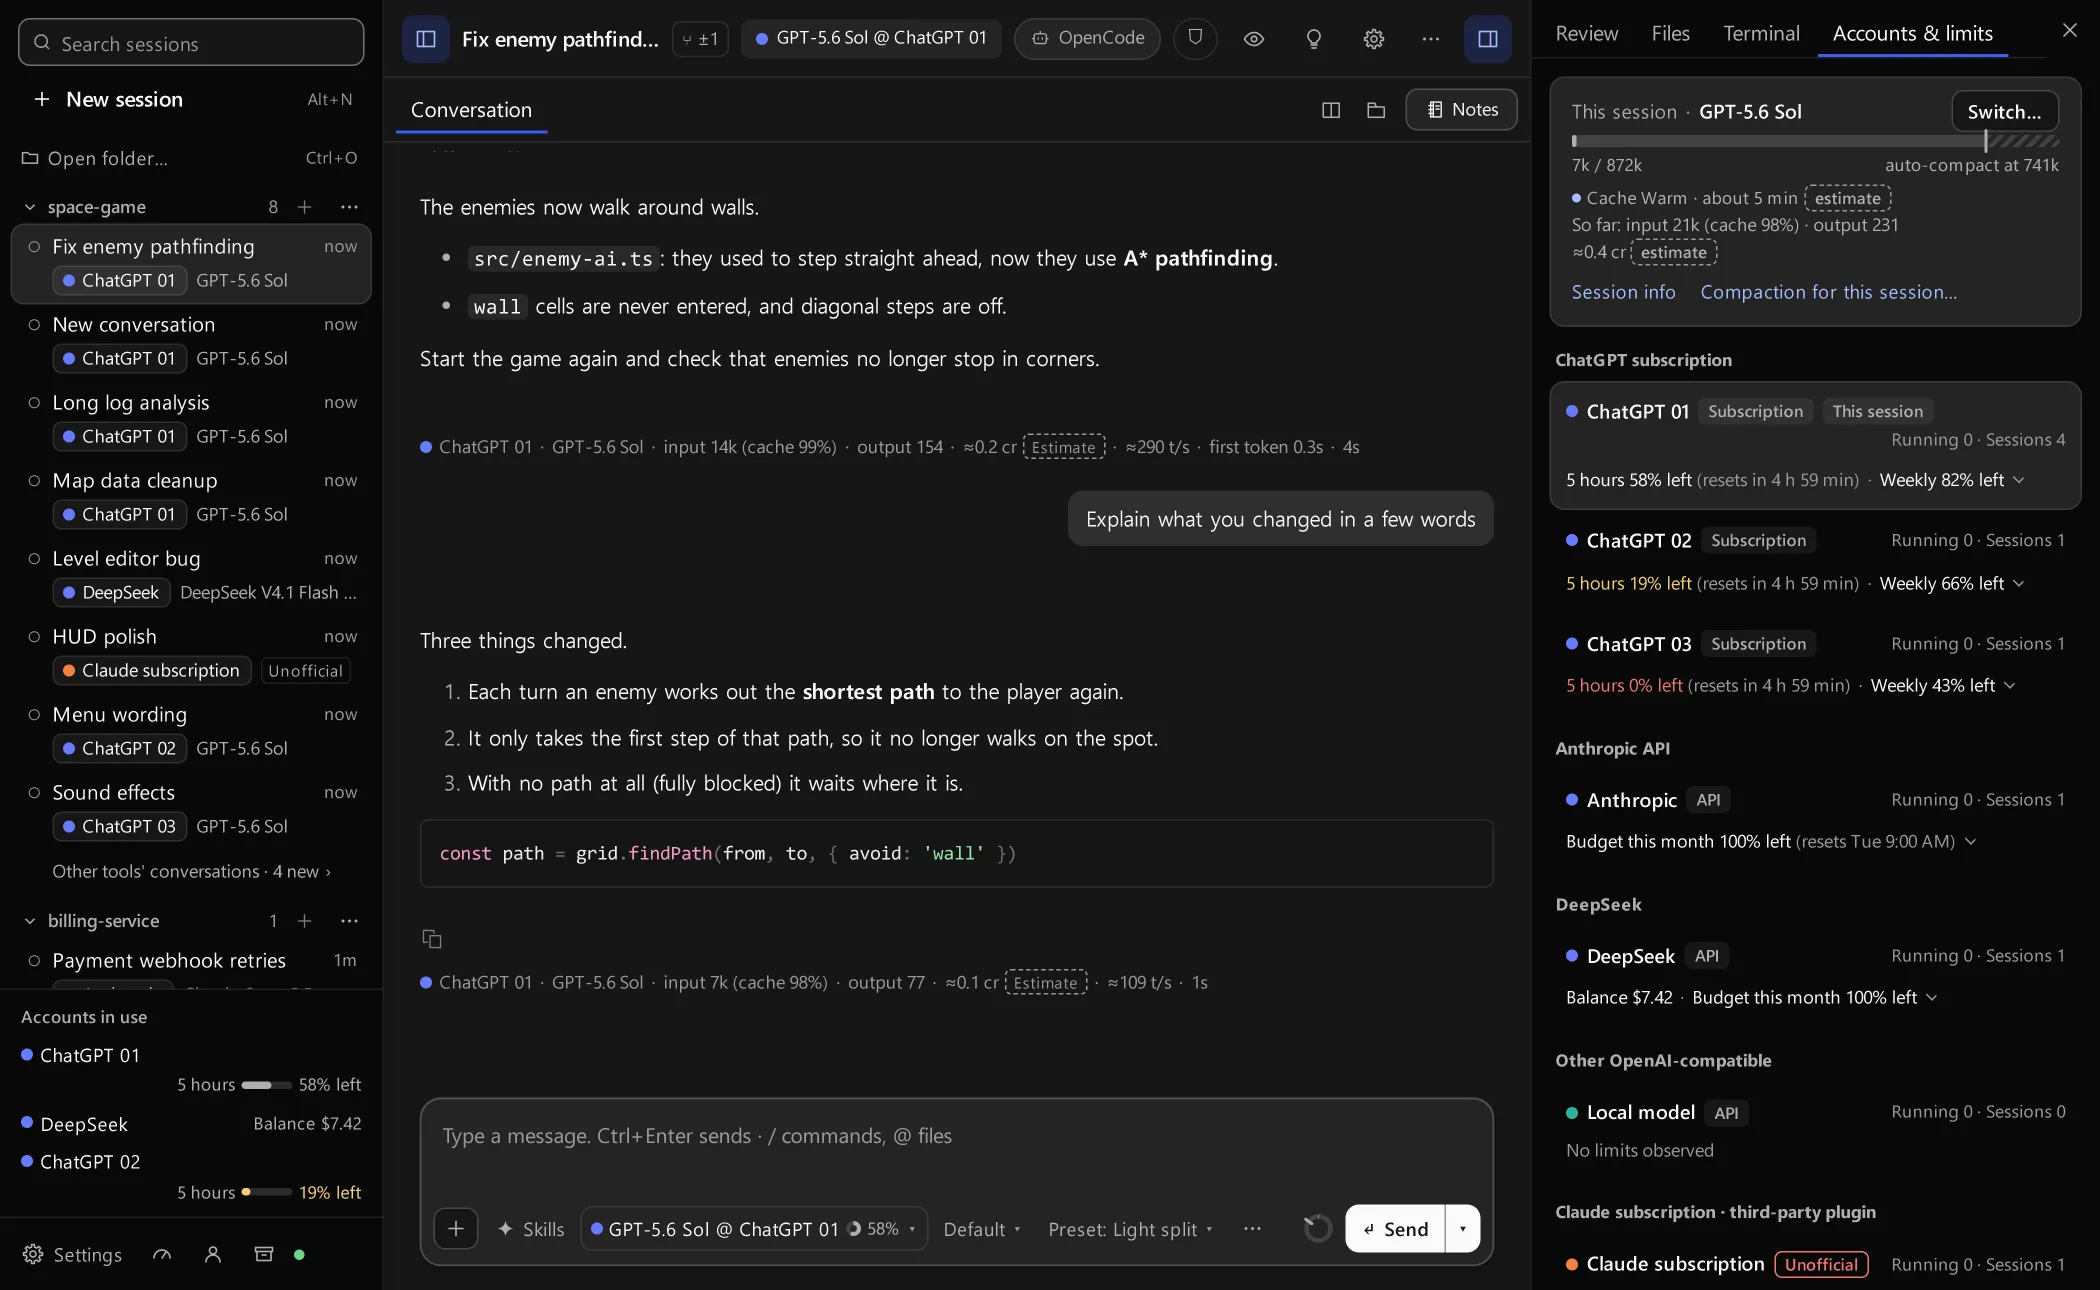 Search sessions
New session Alt+N
Open folder... Ctrl+O
space-game 8
Fix enemy pathfinding now
ChatGPT 01 GPT-5.6 Sol
New conversation now
ChatGPT 01 GPT-5.6 Sol
Long log analysis now
ChatGPT 01 GPT-5.6 Sol
Map data cleanup now
ChatGPT 01 GPT-5.6 Sol
Level editor bug now
DeepSeek DeepSeek V4.1 Flash ...
HUD polish now
Claude subscription Unofficial
Menu wording now
ChatGPT 02 GPT-5.6 Sol
Sound effects now
ChatGPT 03 GPT-5.6 Sol
Other tools' conversations · 4 new ›
billing-service 1
Payment webhook retries 1m
Accounts in use
ChatGPT 01
5 hours 58% left
DeepSeek Balance $7.42
ChatGPT 02
5 hours 19% left
Settings
Fix enemy pathfind... ±1 GPT-5.6 Sol @ ChatGPT 01 OpenCode
Conversation Notes
The enemies now walk around walls.
• src/enemy-ai.ts: they used to step straight ahead, now they use A* pathfinding.
• wall cells are never entered, and diagonal steps are off.
Start the game again and check that enemies no longer stop in corners.
ChatGPT 01 · GPT-5.6 Sol · input 14k (cache 99%) · output 154 · ≈0.2 cr Estimate · ≈290 t/s · first token 0.3s · 4s
Explain what you changed in a few words
Three things changed.
1. Each turn an enemy works out the shortest path to the player again.
2. It only takes the first step of that path, so it no longer walks on the spot.
3. With no path at all (fully blocked) it waits where it is.
const path = grid.findPath(from, to, { avoid: 'wall' })
ChatGPT 01 · GPT-5.6 Sol · input 7k (cache 98%) · output 77 · ≈0.1 cr Estimate · ≈109 t/s · 1s
Type a message. Ctrl+Enter sends · / commands, @ files
Skills GPT-5.6 Sol @ ChatGPT 01 58% Default Preset: Light split ... Send
Review Files Terminal Accounts & limits
This session · GPT-5.6 Sol Switch...
7k / 872k auto-compact at 741k
Cache Warm · about 5 min estimate
So far: input 21k (cache 98%) · output 231
≈0.4 cr estimate
Session info Compaction for this session...
ChatGPT subscription
ChatGPT 01 Subscription This session
Running 0 · Sessions 4
5 hours 58% left (resets in 4 h 59 min) · Weekly 82% left
ChatGPT 02 Subscription Running 0 · Sessions 1
5 hours 19% left (resets in 4 h 59 min) · Weekly 66% left
ChatGPT 03 Subscription Running 0 · Sessions 1
5 hours 0% left (resets in 4 h 59 min) · Weekly 43% left
Anthropic API
Anthropic API Running 0 · Sessions 1
Budget this month 100% left (resets Tue 9:00 AM)
DeepSeek
DeepSeek API Running 0 · Sessions 1
Balance $7.42 · Budget this month 100% left
Other OpenAI-compatible
Local model API Running 0 · Sessions 0
No limits observed
Claude subscription · third-party plugin
Claude subscription Unofficial Running 0 · Sessions 1